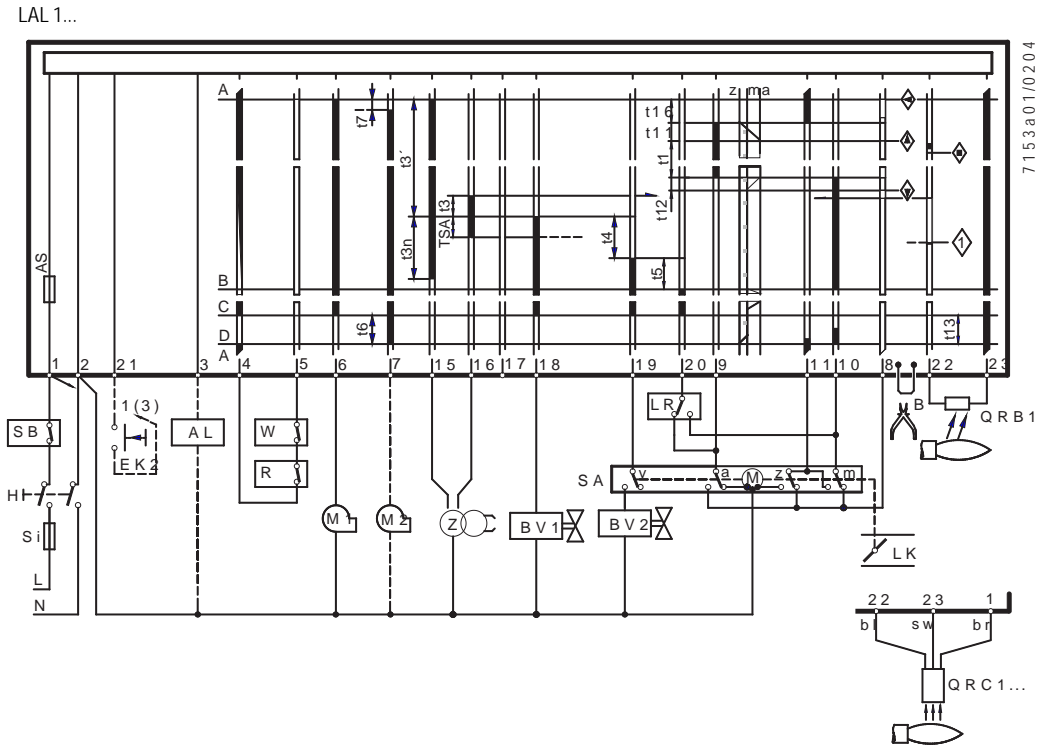 LAL 1...
7153a01/0204
A
z ma
t7
t16
t11
t3´
t1
t3
t12
TSA
t4
t3n
1
AS
B
t5
C
t6
t13
D
A
1 2 21 3 4 5 6 7 15 16 17 18 19 20 9 11 10 8 22 23
1(3)
LR
B
QRB1
SB
AL
W
EK2
R
SA
v a M z m
H
M1 M2 Z BV1 BV2
Si
LK
L
N
22 23 1
bl sw br
QRC1...